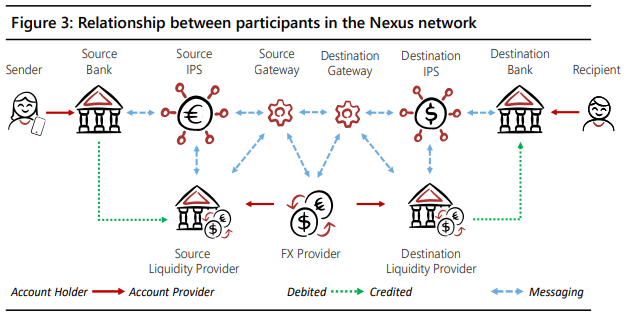 Figure 3: Relationship between participants in the Nexus network
Source Source Source Destination Destination Destination
Sender Bank IPS Gateway Gateway IPS Bank Recipient
€ $
€ $ € $ € $
Source FX Provider Destination
Liquidity Provider Liquidity Provider
Account Holder Account Provider Debited Credited Messaging